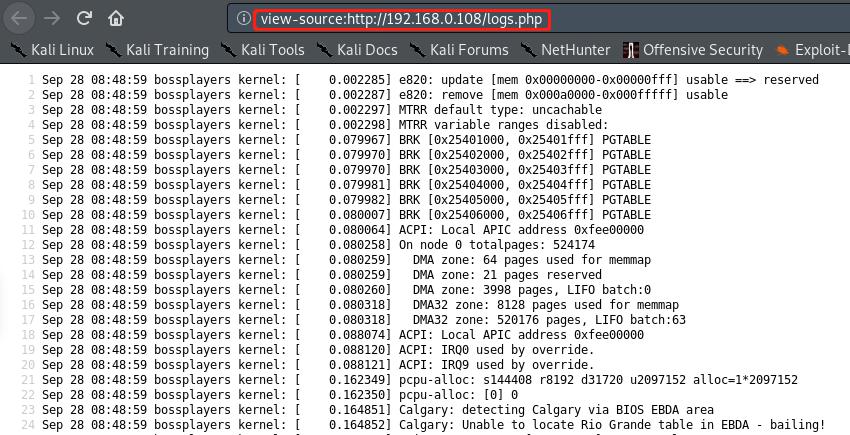 view-source:http://192.168.0.108/logs.php
Kali Linux Kali Training Kali Tools Kali Docs Kali Forums NetHunter Offensive Security Exploit-
1 Sep 28 08:48:59 bossplayers kernel: [    0.002285] e820: update [mem 0x00000000-0x00000fff] usable ==> reserved
2 Sep 28 08:48:59 bossplayers kernel: [    0.002287] e820: remove [mem 0x000a0000-0x000fffff] usable
3 Sep 28 08:48:59 bossplayers kernel: [    0.002297] MTRR default type: uncachable
4 Sep 28 08:48:59 bossplayers kernel: [    0.002298] MTRR variable ranges disabled:
5 Sep 28 08:48:59 bossplayers kernel: [    0.079967] BRK [0x25401000, 0x25401fff] PGTABLE
6 Sep 28 08:48:59 bossplayers kernel: [    0.079970] BRK [0x25402000, 0x25402fff] PGTABLE
7 Sep 28 08:48:59 bossplayers kernel: [    0.079970] BRK [0x25403000, 0x25403fff] PGTABLE
8 Sep 28 08:48:59 bossplayers kernel: [    0.079981] BRK [0x25404000, 0x25404fff] PGTABLE
9 Sep 28 08:48:59 bossplayers kernel: [    0.079982] BRK [0x25405000, 0x25405fff] PGTABLE
10 Sep 28 08:48:59 bossplayers kernel: [    0.080007] BRK [0x25406000, 0x25406fff] PGTABLE
11 Sep 28 08:48:59 bossplayers kernel: [    0.080064] ACPI: Local APIC address 0xfee00000
12 Sep 28 08:48:59 bossplayers kernel: [    0.080258] On node 0 totalpages: 524174
13 Sep 28 08:48:59 bossplayers kernel: [    0.080259]   DMA zone: 64 pages used for memmap
14 Sep 28 08:48:59 bossplayers kernel: [    0.080259]   DMA zone: 21 pages reserved
15 Sep 28 08:48:59 bossplayers kernel: [    0.080260]   DMA zone: 3998 pages, LIFO batch:0
16 Sep 28 08:48:59 bossplayers kernel: [    0.080318]   DMA32 zone: 8128 pages used for memmap
17 Sep 28 08:48:59 bossplayers kernel: [    0.080318]   DMA32 zone: 520176 pages, LIFO batch:63
18 Sep 28 08:48:59 bossplayers kernel: [    0.088074] ACPI: Local APIC address 0xfee00000
19 Sep 28 08:48:59 bossplayers kernel: [    0.088120] ACPI: IRQ0 used by override.
20 Sep 28 08:48:59 bossplayers kernel: [    0.088121] ACPI: IRQ9 used by override.
21 Sep 28 08:48:59 bossplayers kernel: [    0.162349] pcpu-alloc: s144408 r8192 d31720 u2097152 alloc=1*2097152
22 Sep 28 08:48:59 bossplayers kernel: [    0.162350] pcpu-alloc: [0] 0
23 Sep 28 08:48:59 bossplayers kernel: [    0.164851] Calgary: detecting Calgary via BIOS EBDA area
24 Sep 28 08:48:59 bossplayers kernel: [    0.164852] Calgary: Unable to locate Rio Grande table in EBDA - bailing!